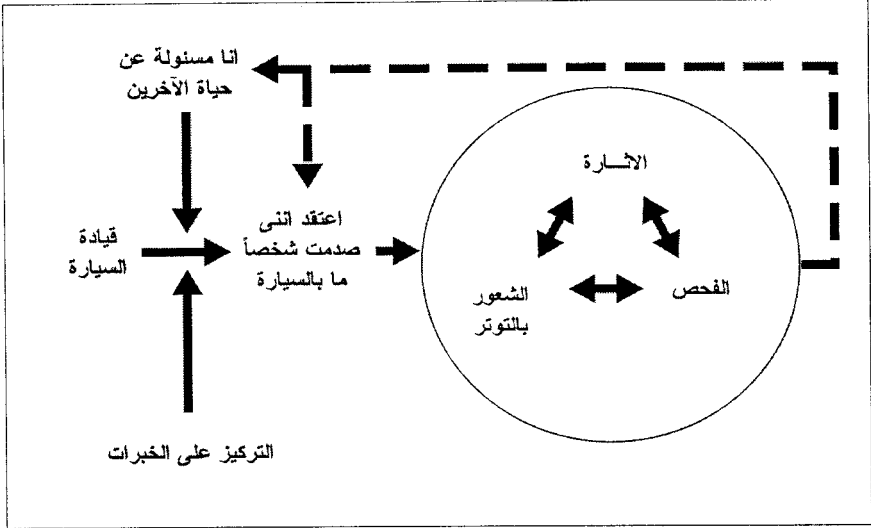 انا مسئولة عن
حياة الآخرين
الاثـــارة
اعتقد اننى
صدمت شخصاً
ما بالسيارة
قيادة
السيارة
الفحص
الشعور
بالتوتر
التركيز على الخبرات